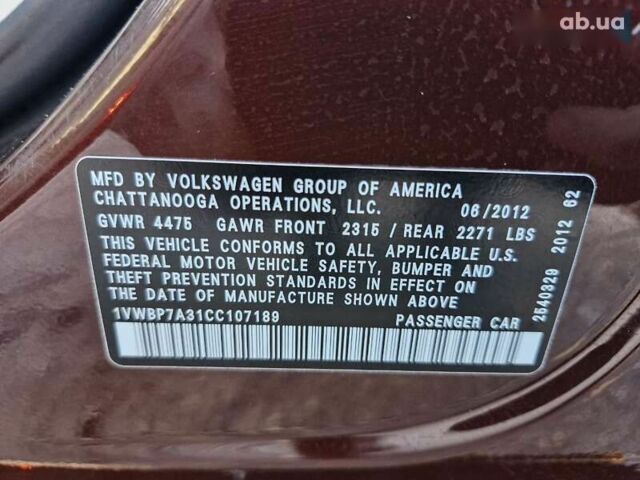 ab.ua
MFD BY VOLKSWAGEN GROUP OF AMERICA
CHATTANOOGA OPERATIONS, LLC. 06/2012
GVWR 4475 GAWR FRONT 2315 / REAR 2271 LBS
THIS VEHICLE CONFORMS TO ALL APPLICABLE U.S.
FEDERAL MOTOR VEHICLE SAFETY, BUMPER AND
THEFT PREVENTION STANDARDS IN EFFECT ON
THE DATE OF MANUFACTURE SHOWN ABOVE
1VWBP7A31CC107189 PASSENGER CAR
2540329 2012 62